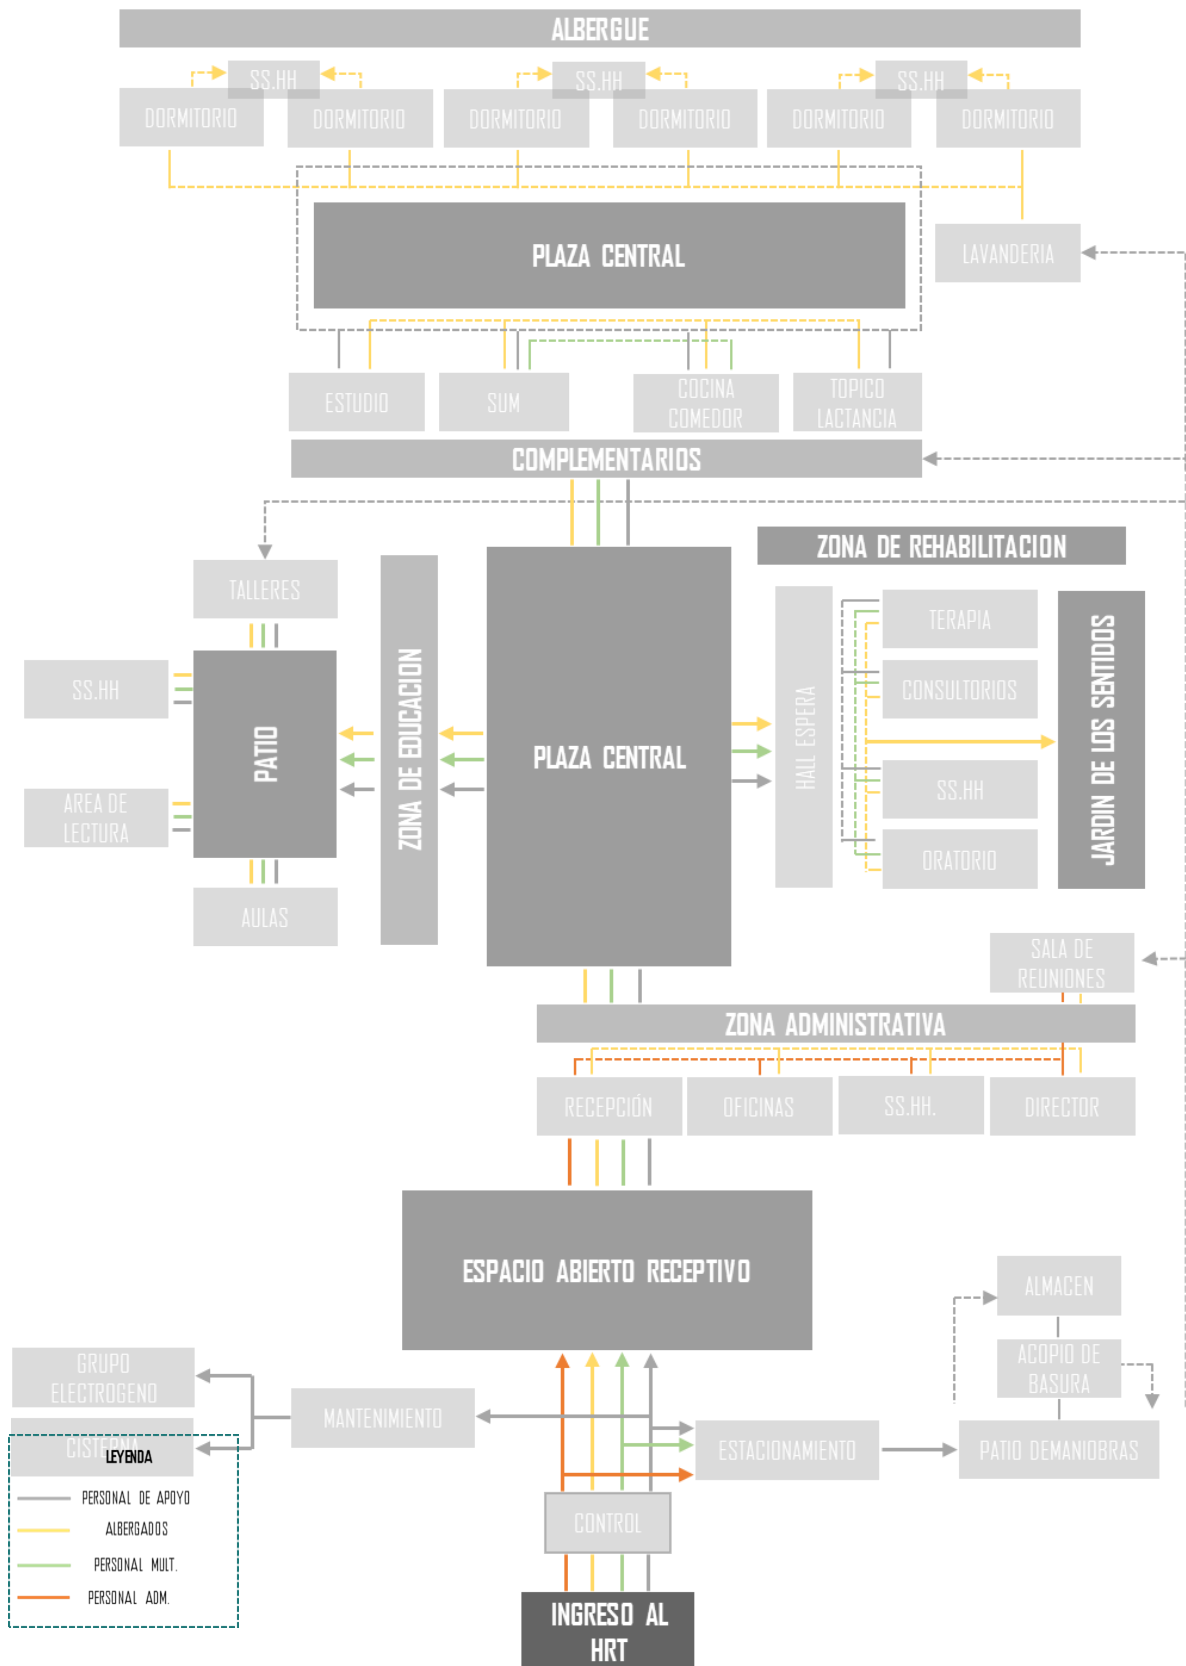 ALBERGUE
SS.HH
SS.HH
SS.HH
DORMITORIO
DORMITORIO
DORMITORIO
DORMITORIO
DORMITORIO
DORMITORIO
PLAZA CENTRAL
LAVANDERIA
ESTUDIO
SUM
COCINA
COMEDOR
TOPICO
LACTANCIA
COMPLEMENTARIOS
ZONA DE REHABILITACION
TALLERES
SS.HH
PATIO
AREA DE
LECTURA
AULAS
ZONA DE EDUCACION
PLAZA CENTRAL
HALL ESPERA
TERAPIA
CONSULTORIOS
SS.HH
ORATORIO
JARDIN DE LOS SENTIDOS
SALA DE
REUNIONES
ZONA ADMINISTRATIVA
RECEPCIÓN
OFICINAS
SS.HH.
DIRECTOR
ESPACIO ABIERTO RECEPTIVO
ALMACEN
ACOPIO DE
BASURA
GRUPO
ELECTROGENO
MANTENIMIENTO
CISTERNA
ESTACIONAMIENTO
PATIO DEMANIOBRAS
LEYENDA
PERSONAL DE APOYO
ALBERGADOS
PERSONAL MULT.
PERSONAL ADM.
CONTROL
INGRESO AL
HRT